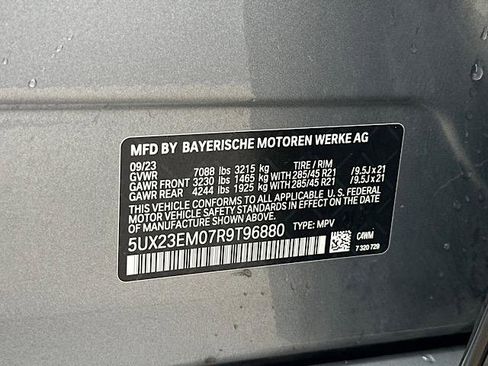 MFD BY BAYERISCHE MOTOREN WERKE AG
09/23 TIRE / RIM
GVWR 7088 lbs 3215 kg
GAWR FRONT 3230 lbs 1465 kg WITH 285/45 R21 /9.5J x 21
GAWR REAR 4244 lbs 1925 kg WITH 285/45 R21 /9.5J x 21
THIS VEHICLE CONFORMS TO ALL APPLICABLE U. S. FEDERAL
MOTOR VEHICLE SAFETY STANDARDS IN EFFECT ON THE
DATE OF MANUFACTURE SHOWN ABOVE.
5UX23EM07R9T96880 TYPE: MPV
C4WM
7 320 729